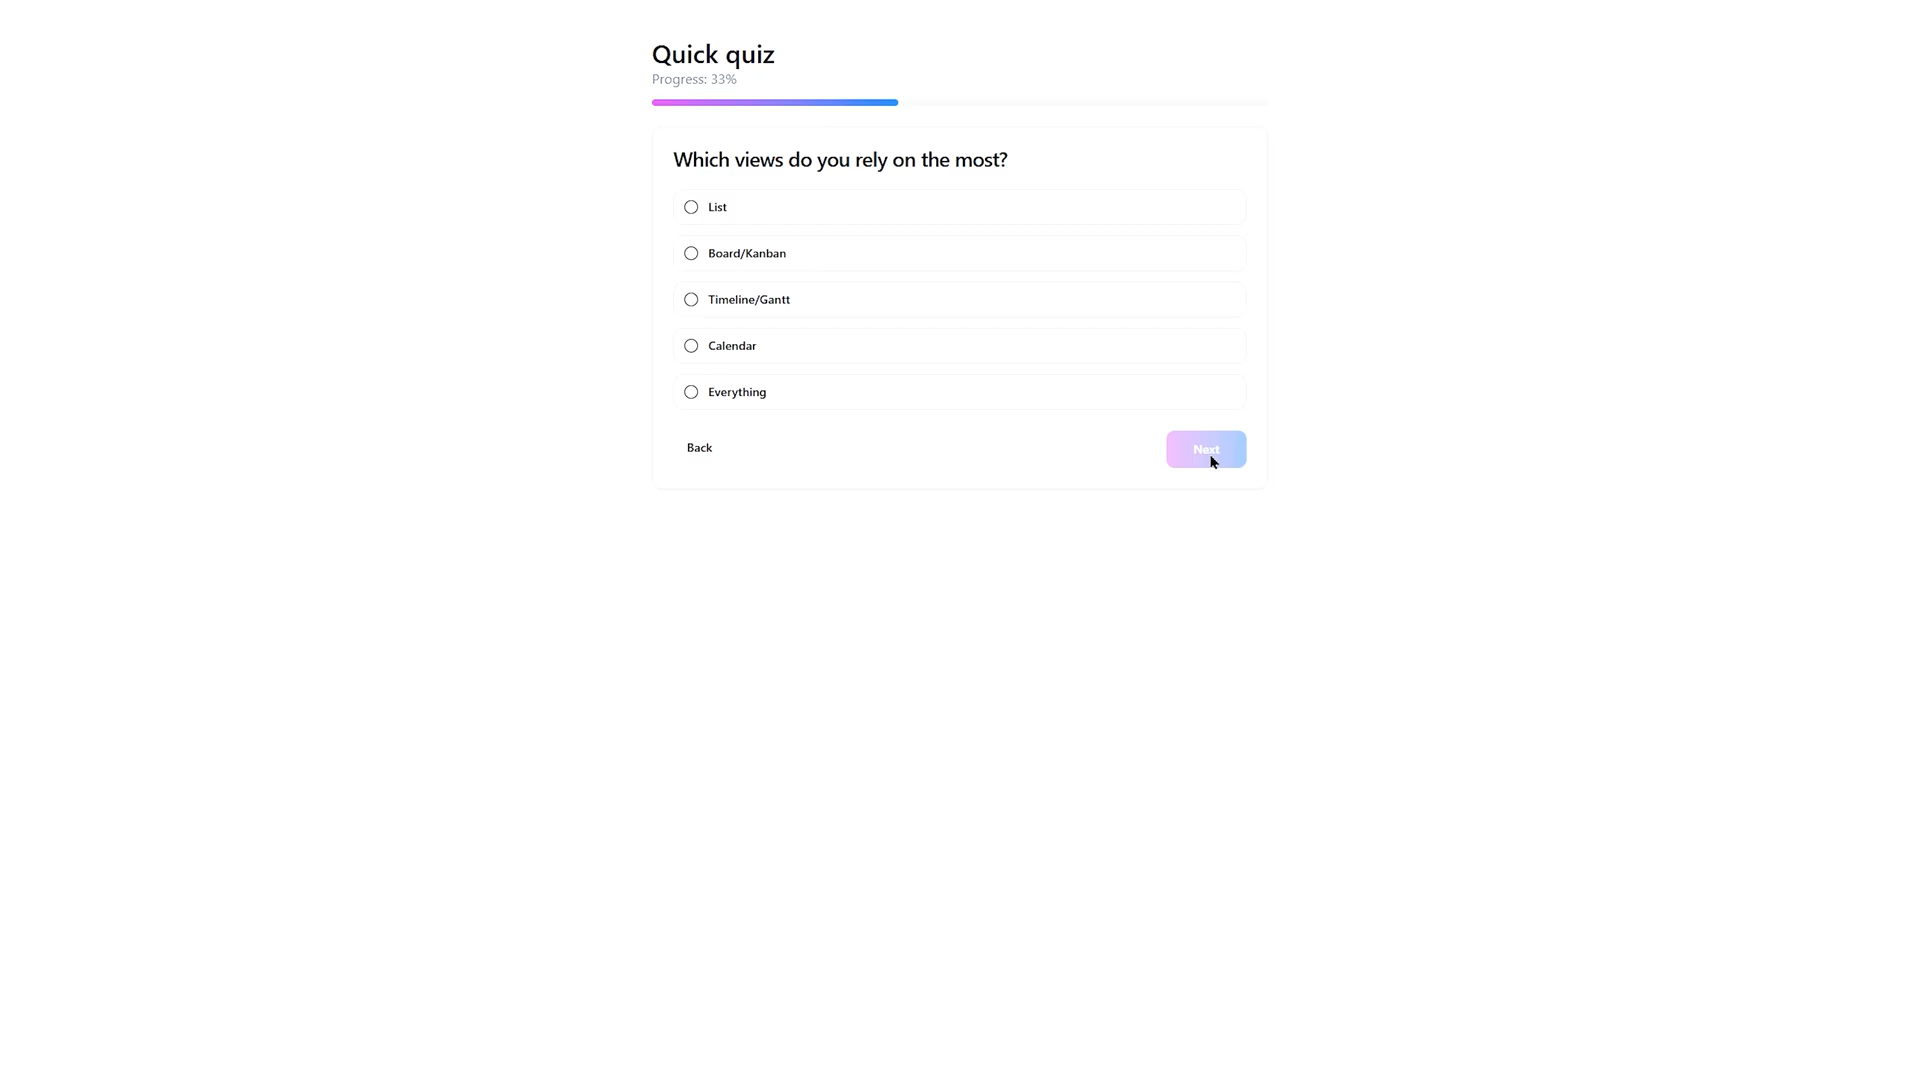 Quick quiz
Progress: 33%
Which views do you rely on the most?
List
Board/Kanban
Timeline/Gantt
Calendar
Everything
Back
Next